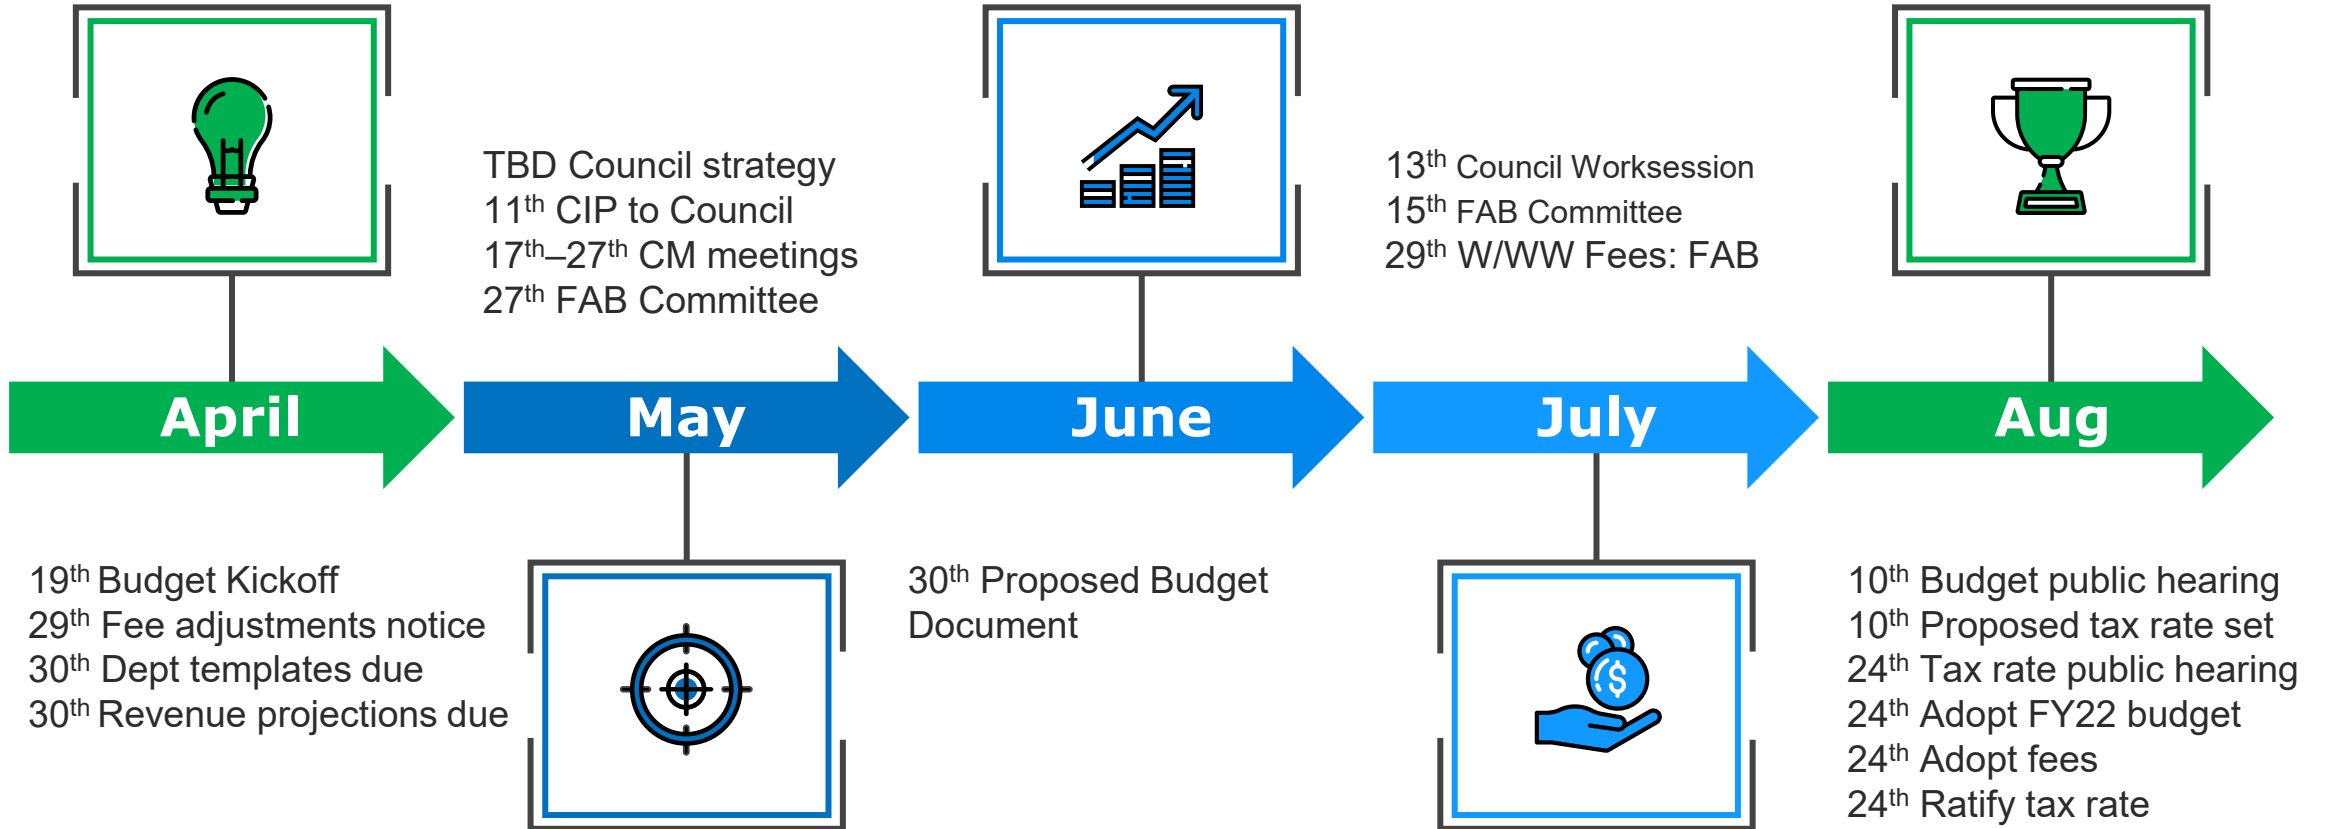 TBD Council strategy
11th CIP to Council
17th–27th CM meetings
27th FAB Committee
13th Council Worksession
15th FAB Committee
29th W/WW Fees: FAB
April
May
June
July
Aug
19th Budget Kickoff
29th Fee adjustments notice
30th Dept templates due
30th Revenue projections due
30th Proposed Budget
Document
$
10th Budget public hearing
10th Proposed tax rate set
24th Tax rate public hearing
24th Adopt FY22 budget
24th Adopt fees
24th Ratify tax rate